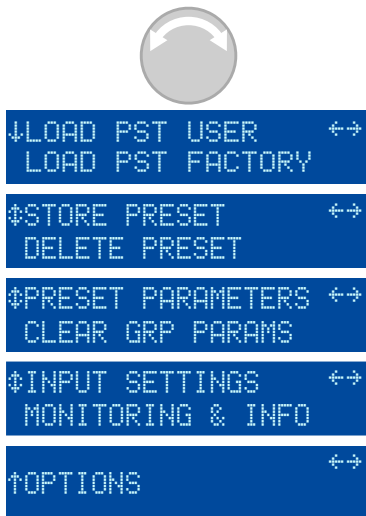 ↓LOAD PST USER ←→
LOAD PST FACTORY
↕STORE PRESET ←→
DELETE PRESET
↕PRESET PARAMETERS ←→
CLEAR GRP PARAMS
↕INPUT SETTINGS ←→
MONITORING & INFO
←→
↑OPTIONS